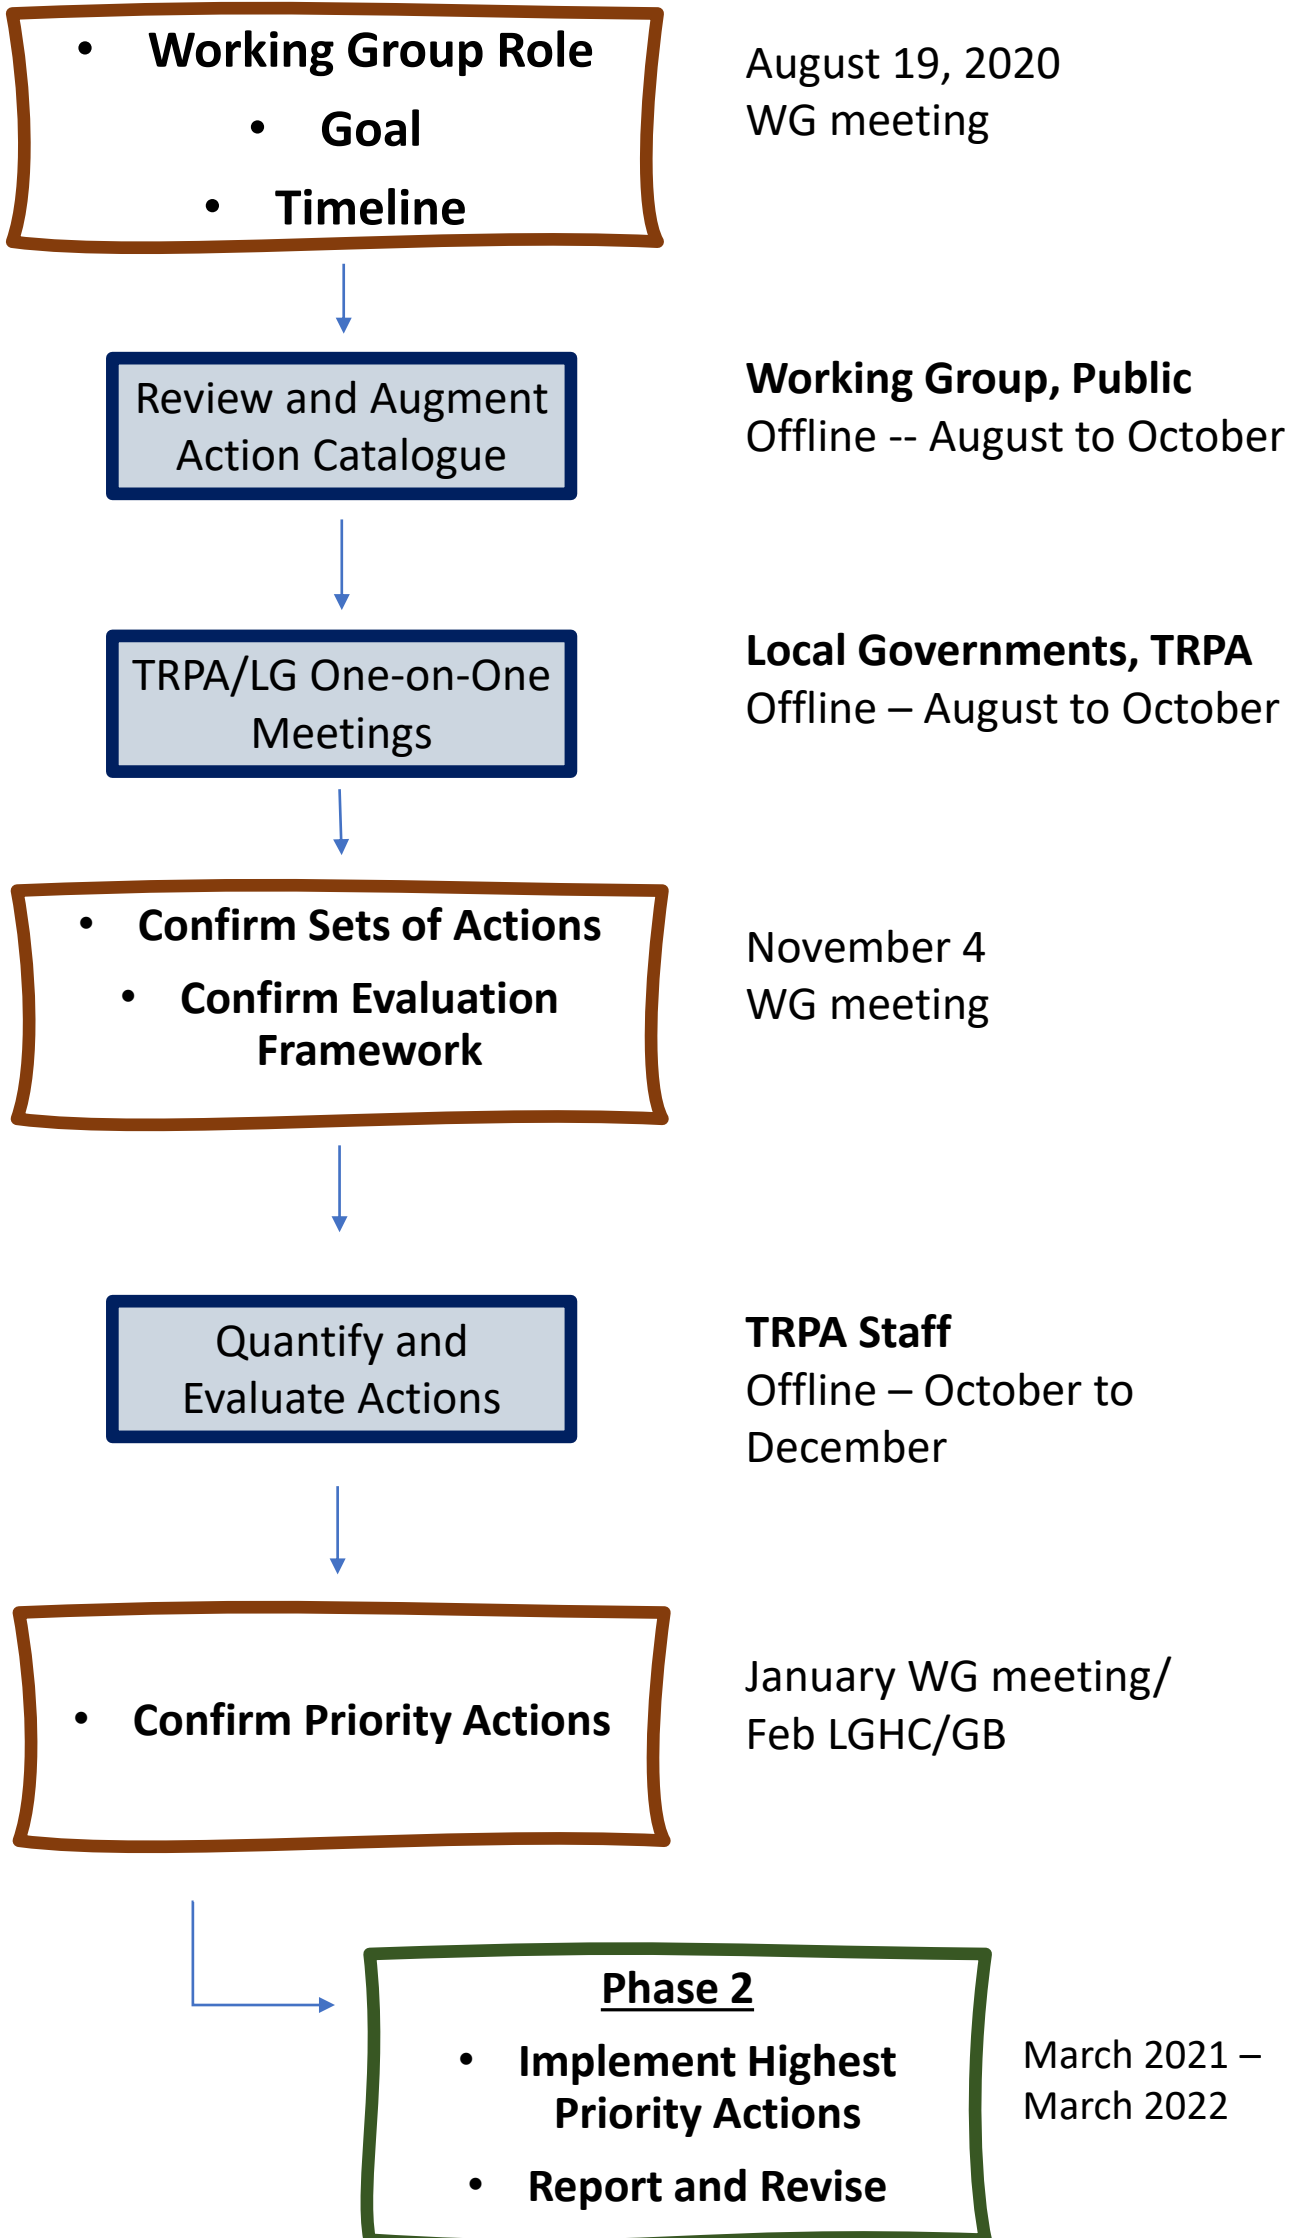 • Working Group Role
• Goal
• Timeline
August 19, 2020
WG meeting
Review and Augment
Action Catalogue
Working Group, Public
Offline -- August to October
TRPA/LG One-on-One
Meetings
Local Governments, TRPA
Offline – August to October
• Confirm Sets of Actions
• Confirm Evaluation
Framework
November 4
WG meeting
Quantify and
Evaluate Actions
TRPA Staff
Offline – October to
December
• Confirm Priority Actions
January WG meeting/
Feb LGHC/GB
Phase 2
• Implement Highest
Priority Actions
• Report and Revise
March 2021 –
March 2022